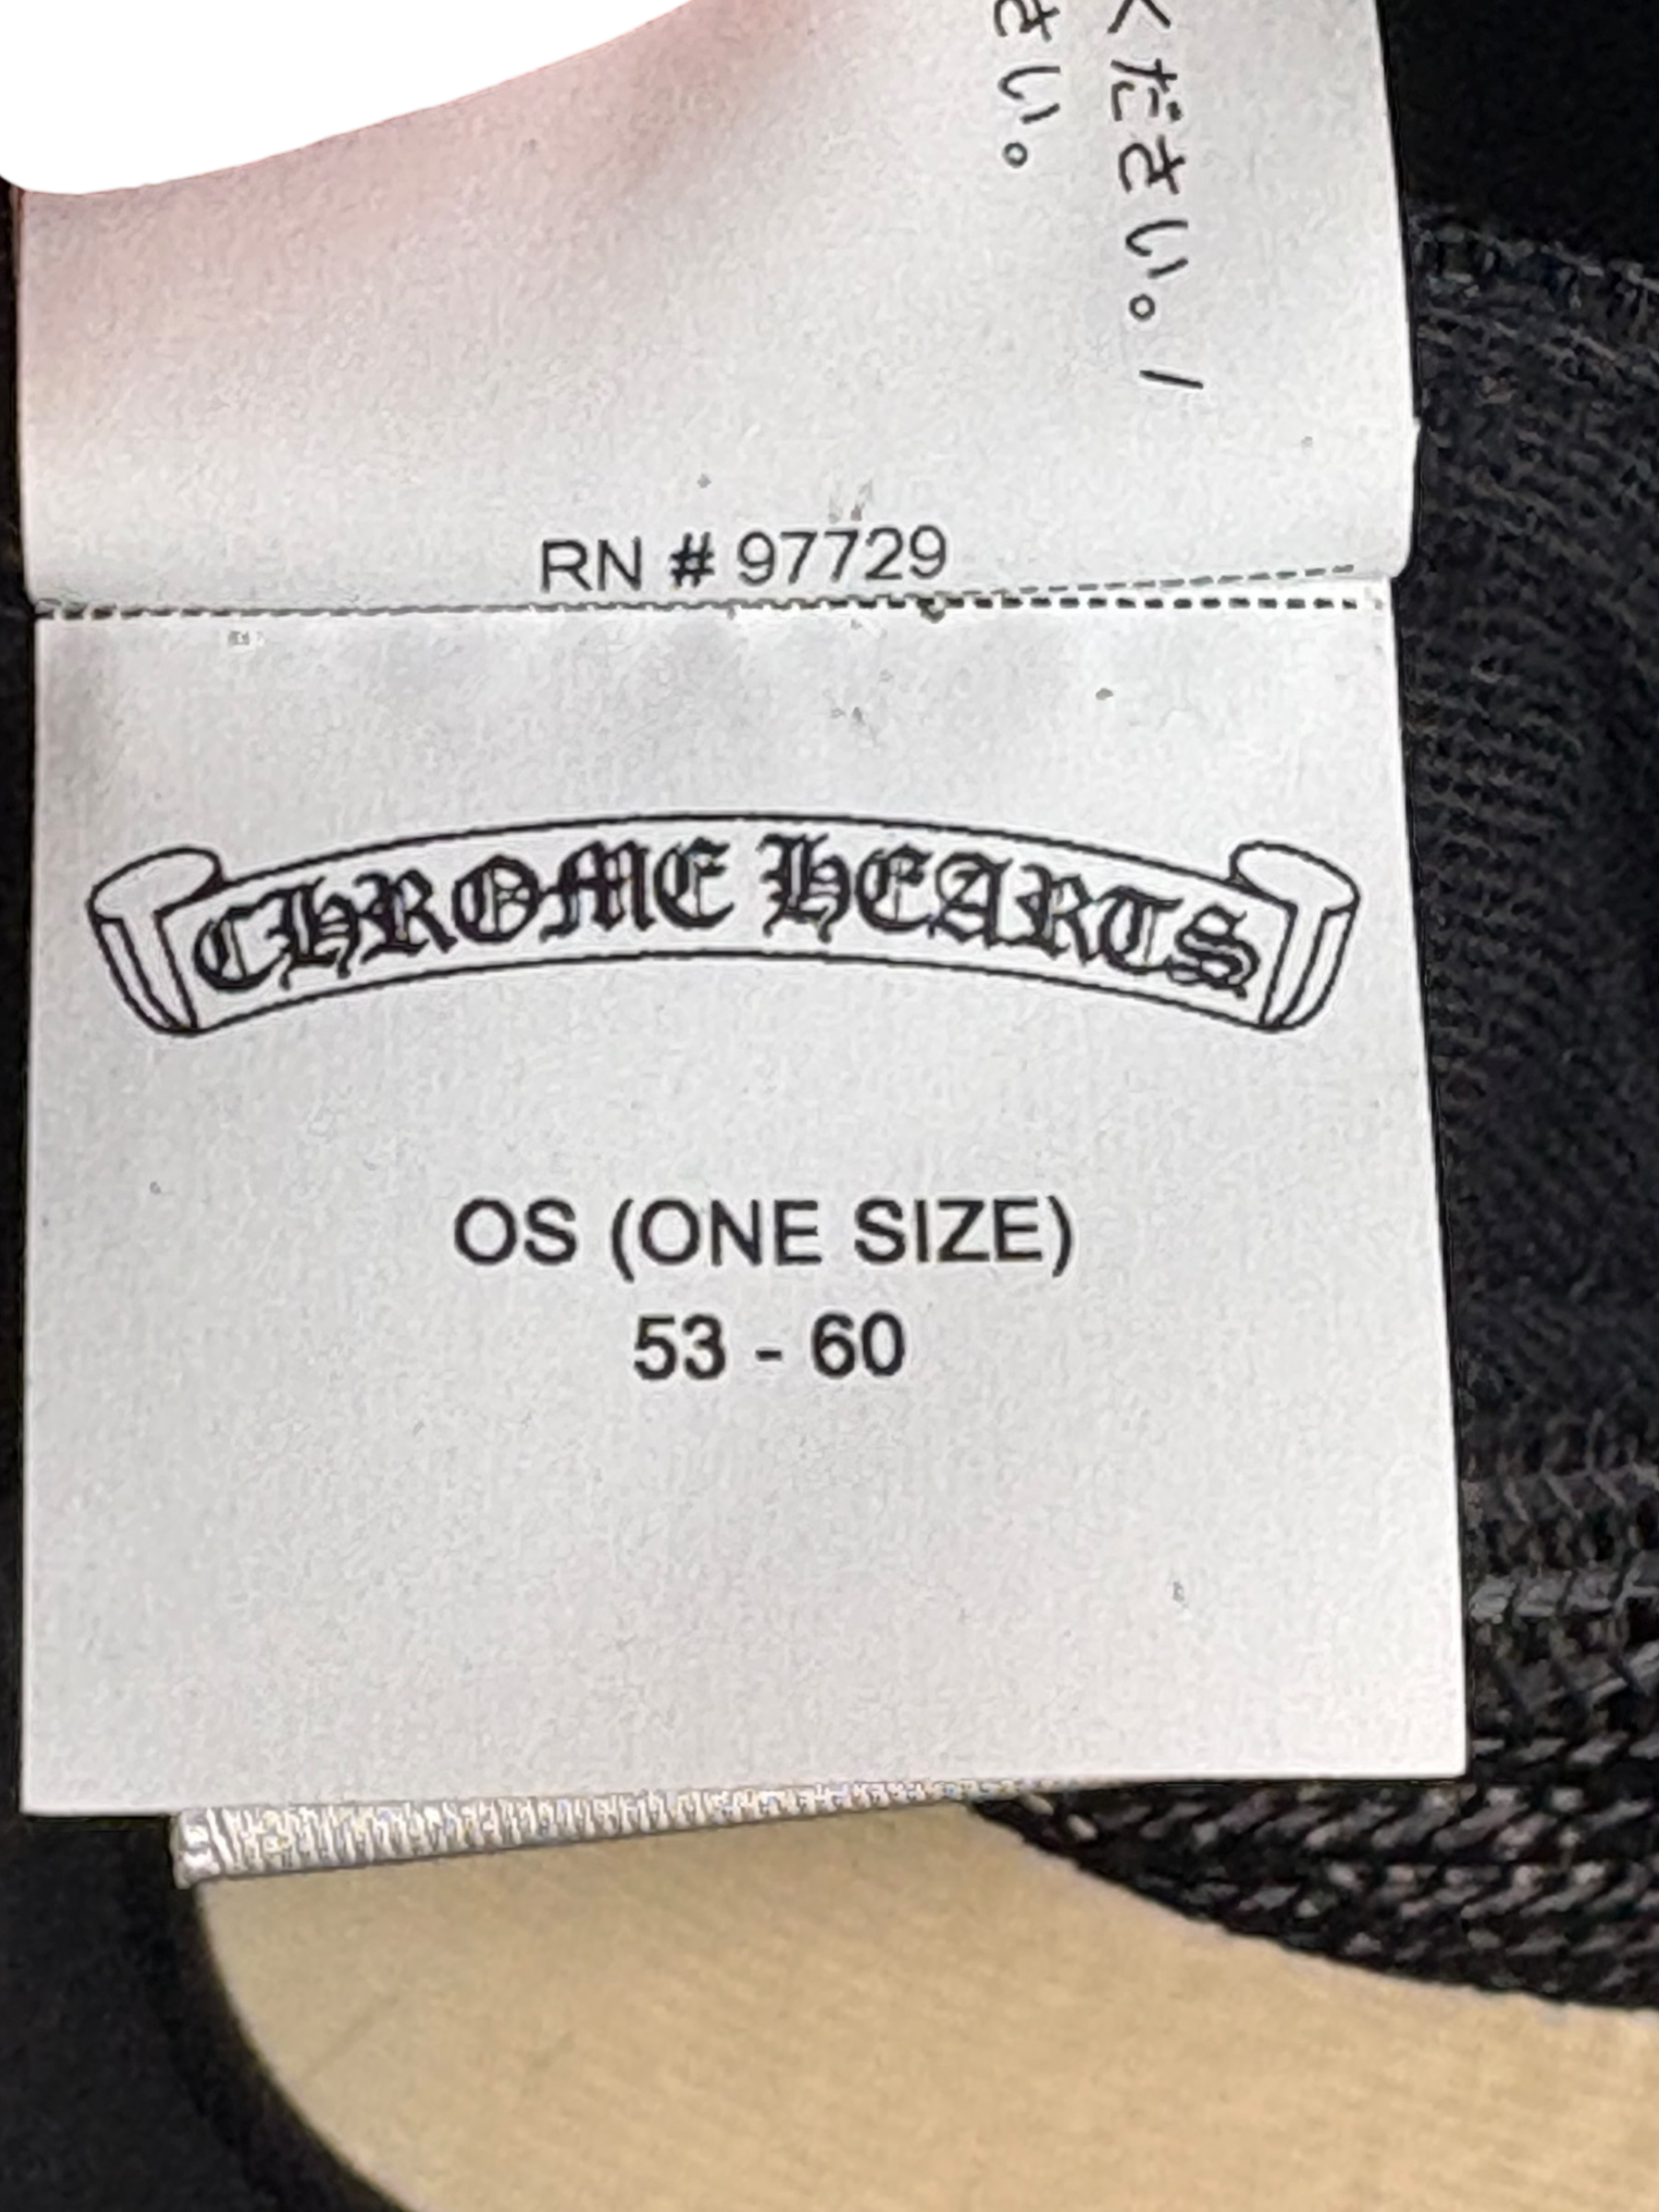 ください。/
さい。
RN # 97729
CHROME HEARTS
OS (ONE SIZE)
53 - 60